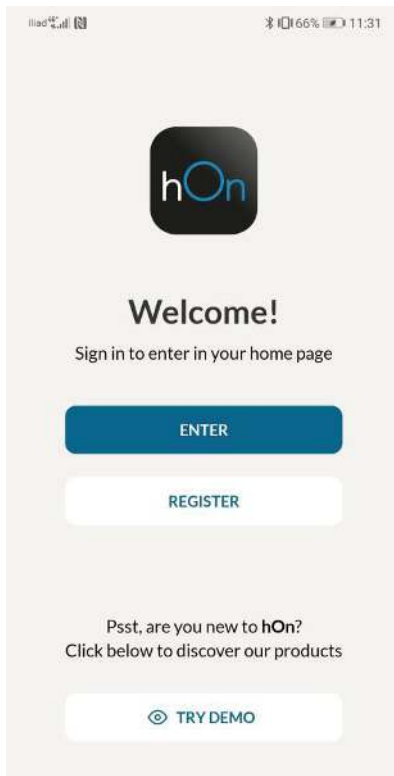 Iliad 66% 11:31
hOn
Welcome!
Sign in to enter in your home page
ENTER
REGISTER
Psst, are you new to hOn?
Click below to discover our products
TRY DEMO